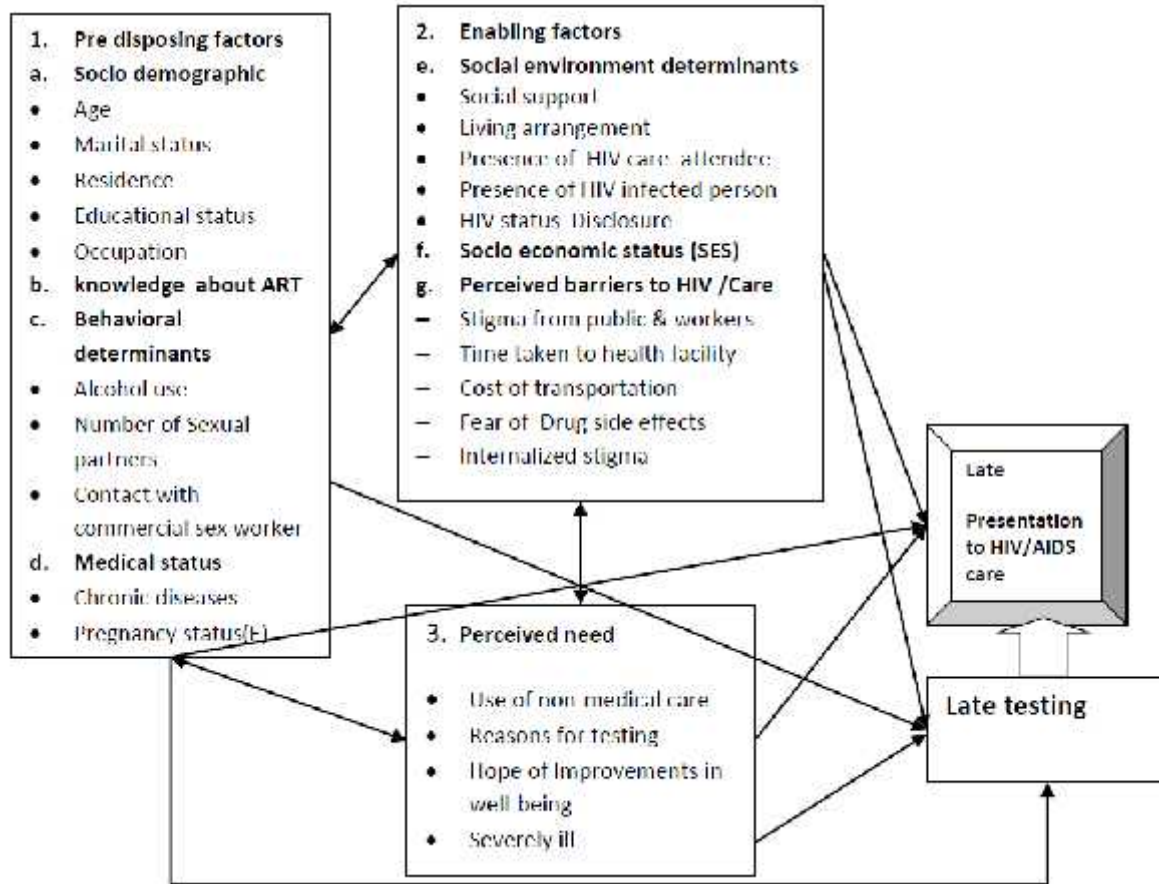 1. Pre disposing factors
a. Socio demographic
• Age
• Marital status
• Residence
• Educational status
• Occupation
b. knowledge about ART
c. Behavioral
determinants
• Alcohol use
• Number of Sexual
partners
• Contact with
commercial sex worker
d. Medical status
• Chronic diseases
• Pregnancy status(F)
2. Enabling factors
e. Social environment determinants
• Social support
• Living arrangement
• Presence of HIV care attendee
• Presence of HIV infected person
• HIV status Disclosure
f. Socio economic status (SES)
g. Perceived barriers to HIV /Care
– Stigma from public & workers
– Time taken to health facility
– Cost of transportation
– Fear of Drug side effects
– Internalized stigma
3. Perceived need
• Use of non medical care
• Reasons for testing
• Hope of Improvements in
well being
• Severely ill
Late
Presentation
to HIV/AIDS
care
Late testing